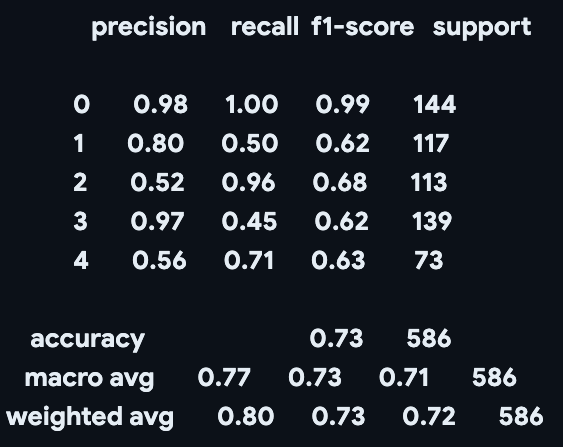 precision recall f1-score support
0 0.98 1.00 0.99 144
1 0.80 0.50 0.62 117
2 0.52 0.96 0.68 113
3 0.97 0.45 0.62 139
4 0.56 0.71 0.63 73
accuracy 0.73 586
macro avg 0.77 0.73 0.71 586
weighted avg 0.80 0.73 0.72 586